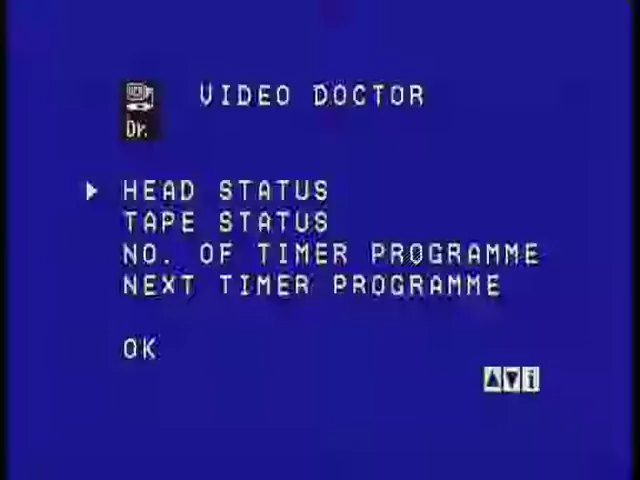 VIDEO DOCTOR
Dr.
HEAD STATUS
TAPE STATUS
NO. OF TIMER PROGRAMME
NEXT TIMER PROGRAMME
OK
i